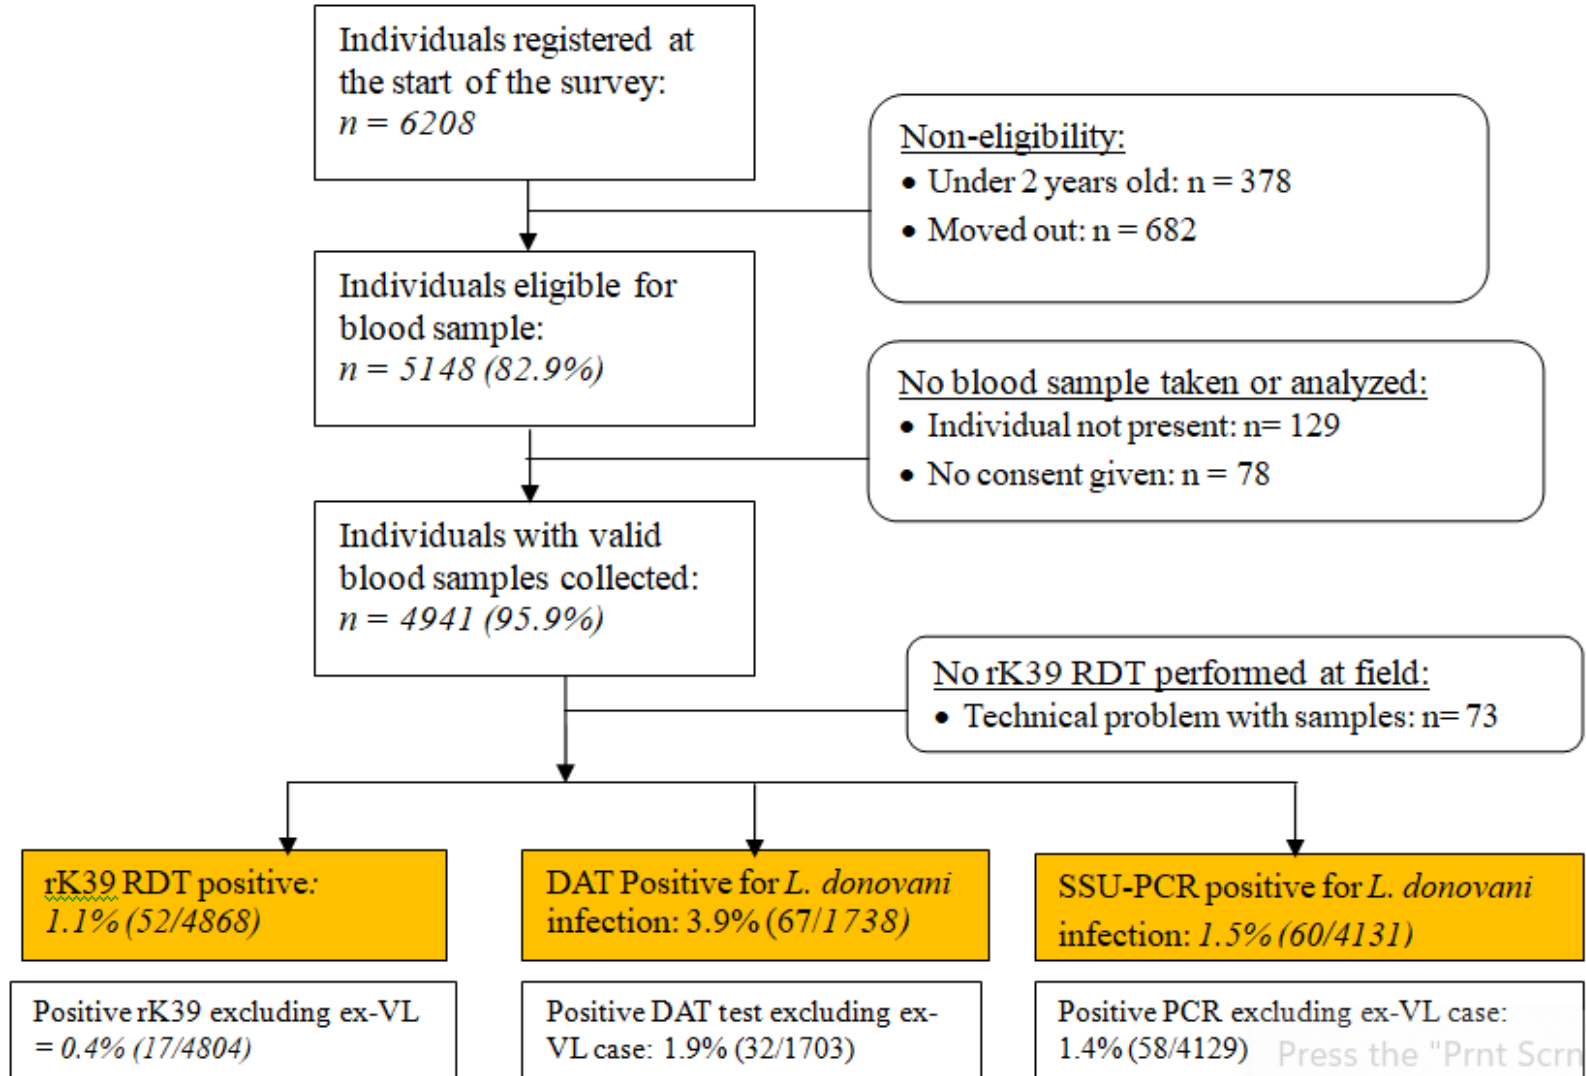 Individuals registered at
the start of the survey:
n = 6208
Non-eligibility:
• Under 2 years old: n = 378
• Moved out: n = 682
Individuals eligible for
blood sample:
n = 5148 (82.9%)
No blood sample taken or analyzed:
• Individual not present: n= 129
• No consent given: n = 78
Individuals with valid
blood samples collected:
n = 4941 (95.9%)
No rK39 RDT performed at field:
• Technical problem with samples: n= 73
rK39 RDT positive:
1.1% (52/4868)
DAT Positive for L. donovani
infection: 3.9% (67/1738)
SSU-PCR positive for L. donovani
infection: 1.5% (60/4131)
Positive rK39 excluding ex-VL
= 0.4% (17/4804)
Positive DAT test excluding ex-
VL case: 1.9% (32/1703)
Positive PCR excluding ex-VL case:
1.4% (58/4129)
Press the "Prnt Scrn